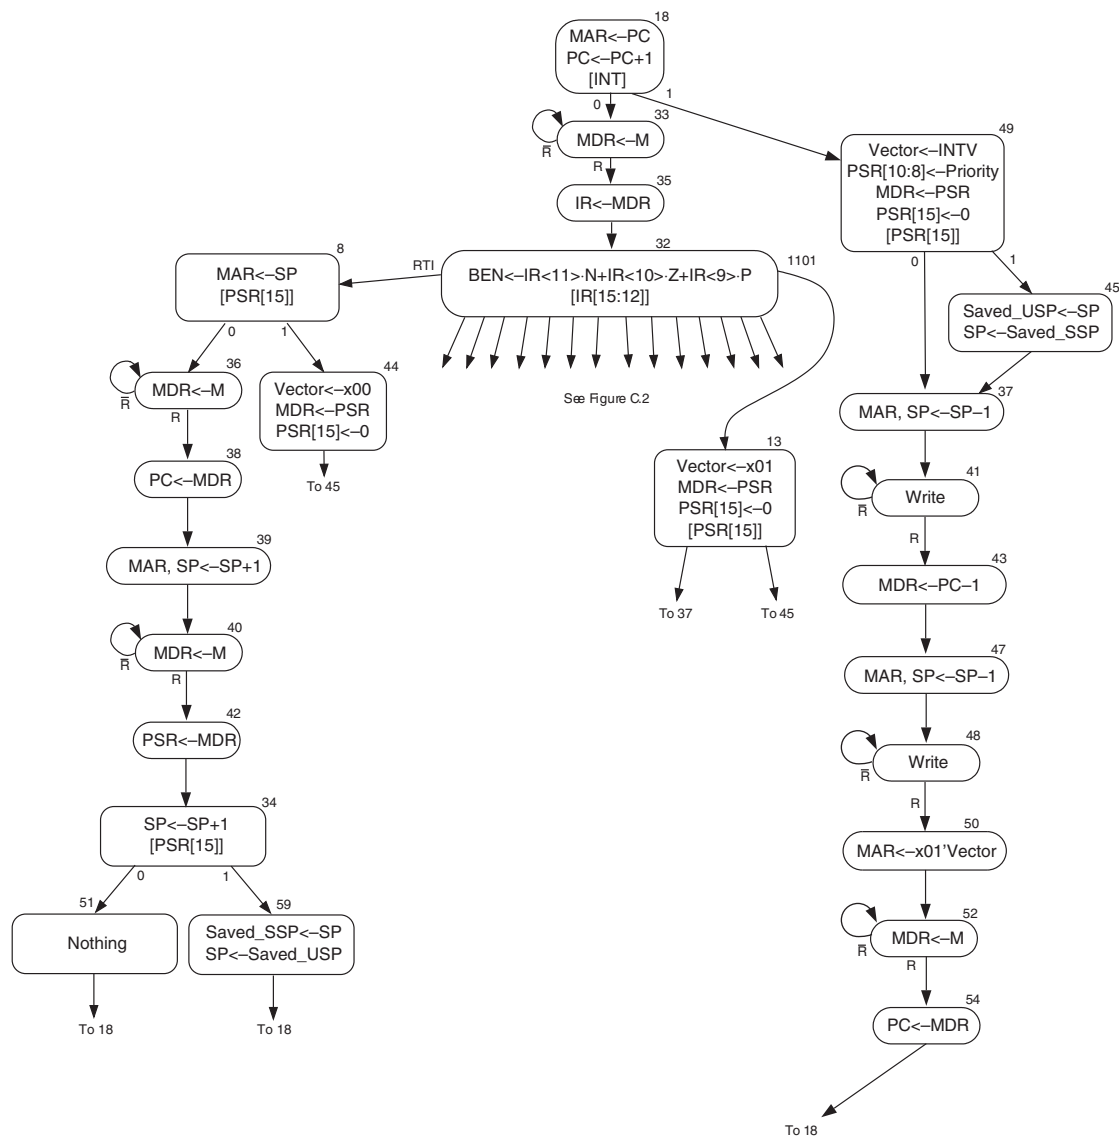 18
MAR<–PC
PC<–PC+1
[INT]
0
1
33
MDR<–M
R̅
R
35
IR<–MDR
32
BEN<–IR<11>·N+IR<10>·Z+IR<9>·P
[IR[15:12]]
RTI
1101
See Figure C.2
8
MAR<–SP
[PSR[15]]
0
1
36
MDR<–M
R̅
R
44
Vector<–x00
MDR<–PSR
PSR[15]<–0
To 45
38
PC<–MDR
39
MAR, SP<–SP+1
40
MDR<–M
R̅
R
42
PSR<–MDR
34
SP<–SP+1
[PSR[15]]
0
1
51
Nothing
To 18
59
Saved_SSP<–SP
SP<–Saved_USP
To 18
13
Vector<–x01
MDR<–PSR
PSR[15]<–0
[PSR[15]]
To 37
To 45
49
Vector<–INTV
PSR[10:8]<–Priority
MDR<–PSR
PSR[15]<–0
[PSR[15]]
0
1
45
Saved_USP<–SP
SP<–Saved_SSP
37
MAR, SP<–SP–1
41
Write
R̅
R
43
MDR<–PC–1
47
MAR, SP<–SP–1
48
Write
R̅
R
50
MAR<–x01'Vector
52
MDR<–M
R̅
R
54
PC<–MDR
To 18